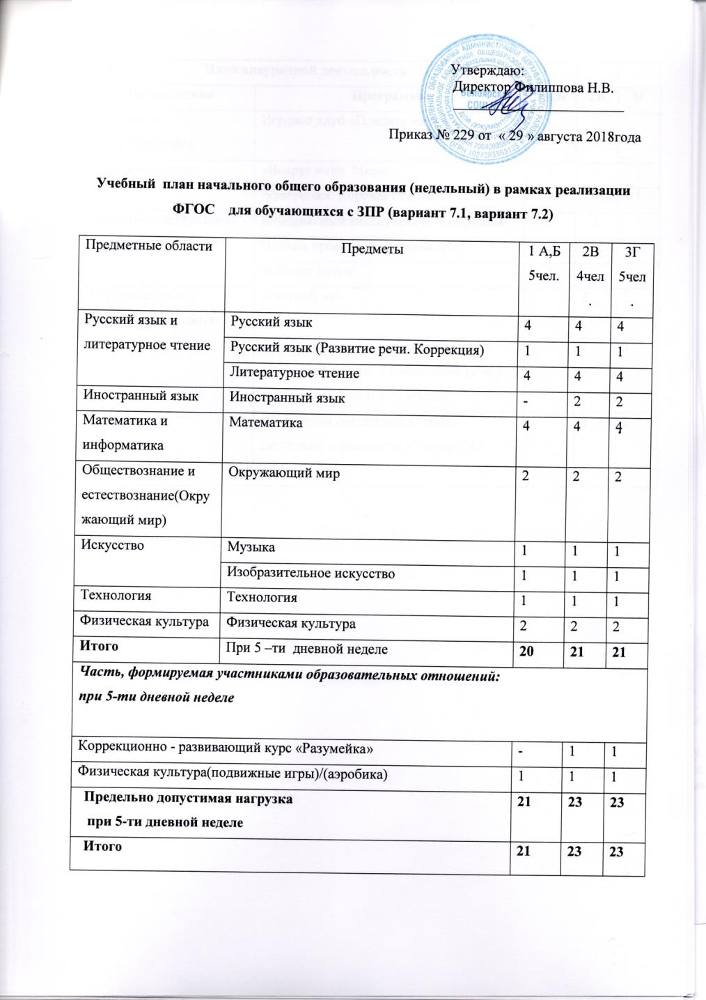 Утверждаю:
Директор Филиппова Н.В.
Приказ № 229 от « 29 » августа 2018года
Учебный план начального общего образования (недельный) в рамках реализации
ФГОС для обучающихся с ЗПР (вариант 7.1, вариант 7.2)
Предметные области Предметы 1 А,Б 2В 3Г
5чел. 4чел 5чел
. .
Русский язык и Русский язык 4 4 4
литературное чтение Русский язык (Развитие речи. Коррекция) 1 1 1
Литературное чтение 4 4 4
Иностранный язык Иностранный язык - 2 2
Математика и Математика 4 4 4
информатика
Обществознание и Окружающий мир 2 2 2
естествознание(Окру
жающий мир)
Искусство Музыка 1 1 1
Изобразительное искусство 1 1 1
Технология Технология 1 1 1
Физическая культура Физическая культура 2 2 2
Итого При 5 –ти дневной неделе 20 21 21
Часть, формируемая участниками образовательных отношений:
при 5-ти дневной неделе
Коррекционно - развивающий курс «Разумейка» - 1 1
Физическая культура(подвижные игры)/(аэробика) 1 1 1
Предельно допустимая нагрузка 21 23 23
при 5-ти дневной неделе
Итого 21 23 23